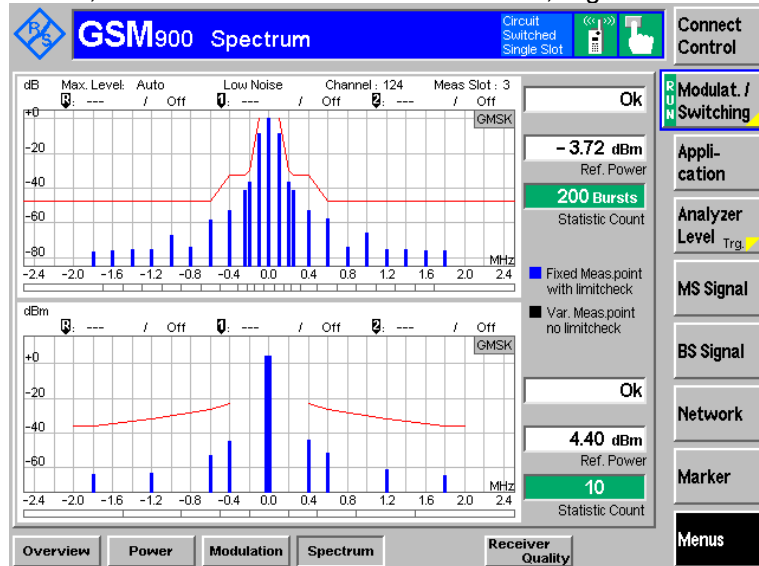 R/S
GSM900 Spectrum
Circuit
Switched
Single Slot
Connect
Control
dB Max. Level: Auto Low Noise Channel : 124 Meas Slot : 3
R: --- / Off 1: --- / Off 2: --- / Off
+0
GMSK
-20
-40
-60
-80
MHz
-2.4 -2.0 -1.6 -1.2 -0.8 -0.4 0.0 0.4 0.8 1.2 1.6 2.0 2.4
Ok
- 3.72 dBm
Ref. Power
200 Bursts
Statistic Count
Fixed Meas.point
with limitcheck
Var. Meas.point
no limitcheck
dBm
R: --- / Off 1: --- / Off 2: --- / Off
GMSK
+0
-20
-40
-60
MHz
-2.4 -2.0 -1.6 -1.2 -0.8 -0.4 0.0 0.4 0.8 1.2 1.6 2.0 2.4
Ok
4.40 dBm
Ref. Power
10
Statistic Count
RUN
Modulat. /
Switching
Appli-
cation
Analyzer
Level Trg.
MS Signal
BS Signal
Network
Marker
Menus
Overview
Power
Modulation
Spectrum
Receiver
Quality